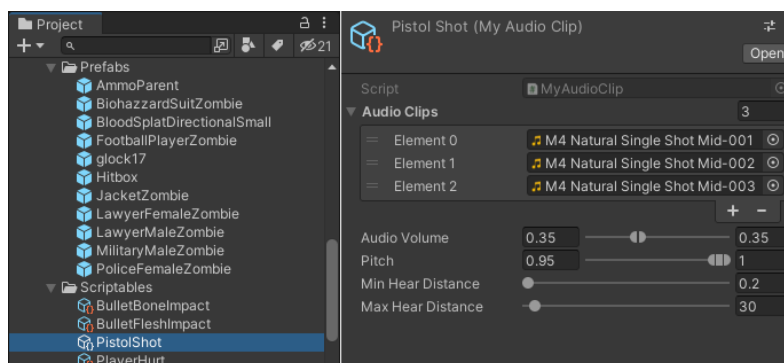 Project
21
Prefabs
AmmoParent
BiohazzardSuitZombie
BloodSplatDirectionalSmall
FootballPlayerZombie
glock17
Hitbox
JacketZombie
LawyerFemaleZombie
LawyerMaleZombie
MilitaryMaleZombie
PoliceFemaleZombie
Scriptables
BulletBoneImpact
BulletFleshImpact
PistolShot
PlayerHurt
Pistol Shot (My Audio Clip)
Open
Script MyAudioClip
Audio Clips 3
Element 0 M4 Natural Single Shot Mid-001
Element 1 M4 Natural Single Shot Mid-002
Element 2 M4 Natural Single Shot Mid-003
+ −
Audio Volume 0.35 0.35
Pitch 0.95 1
Min Hear Distance 0.2
Max Hear Distance 30